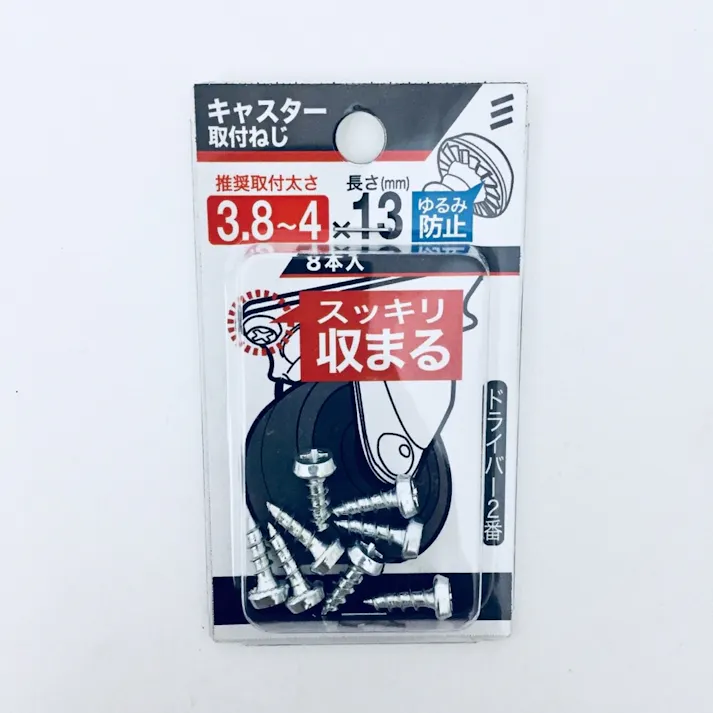 キャスター
取付ねじ
推奨取付太さ
長さ(mm)
3.8~4×13
ゆるみ
防止
8本入
スッキリ
収まる
ドライバー2番